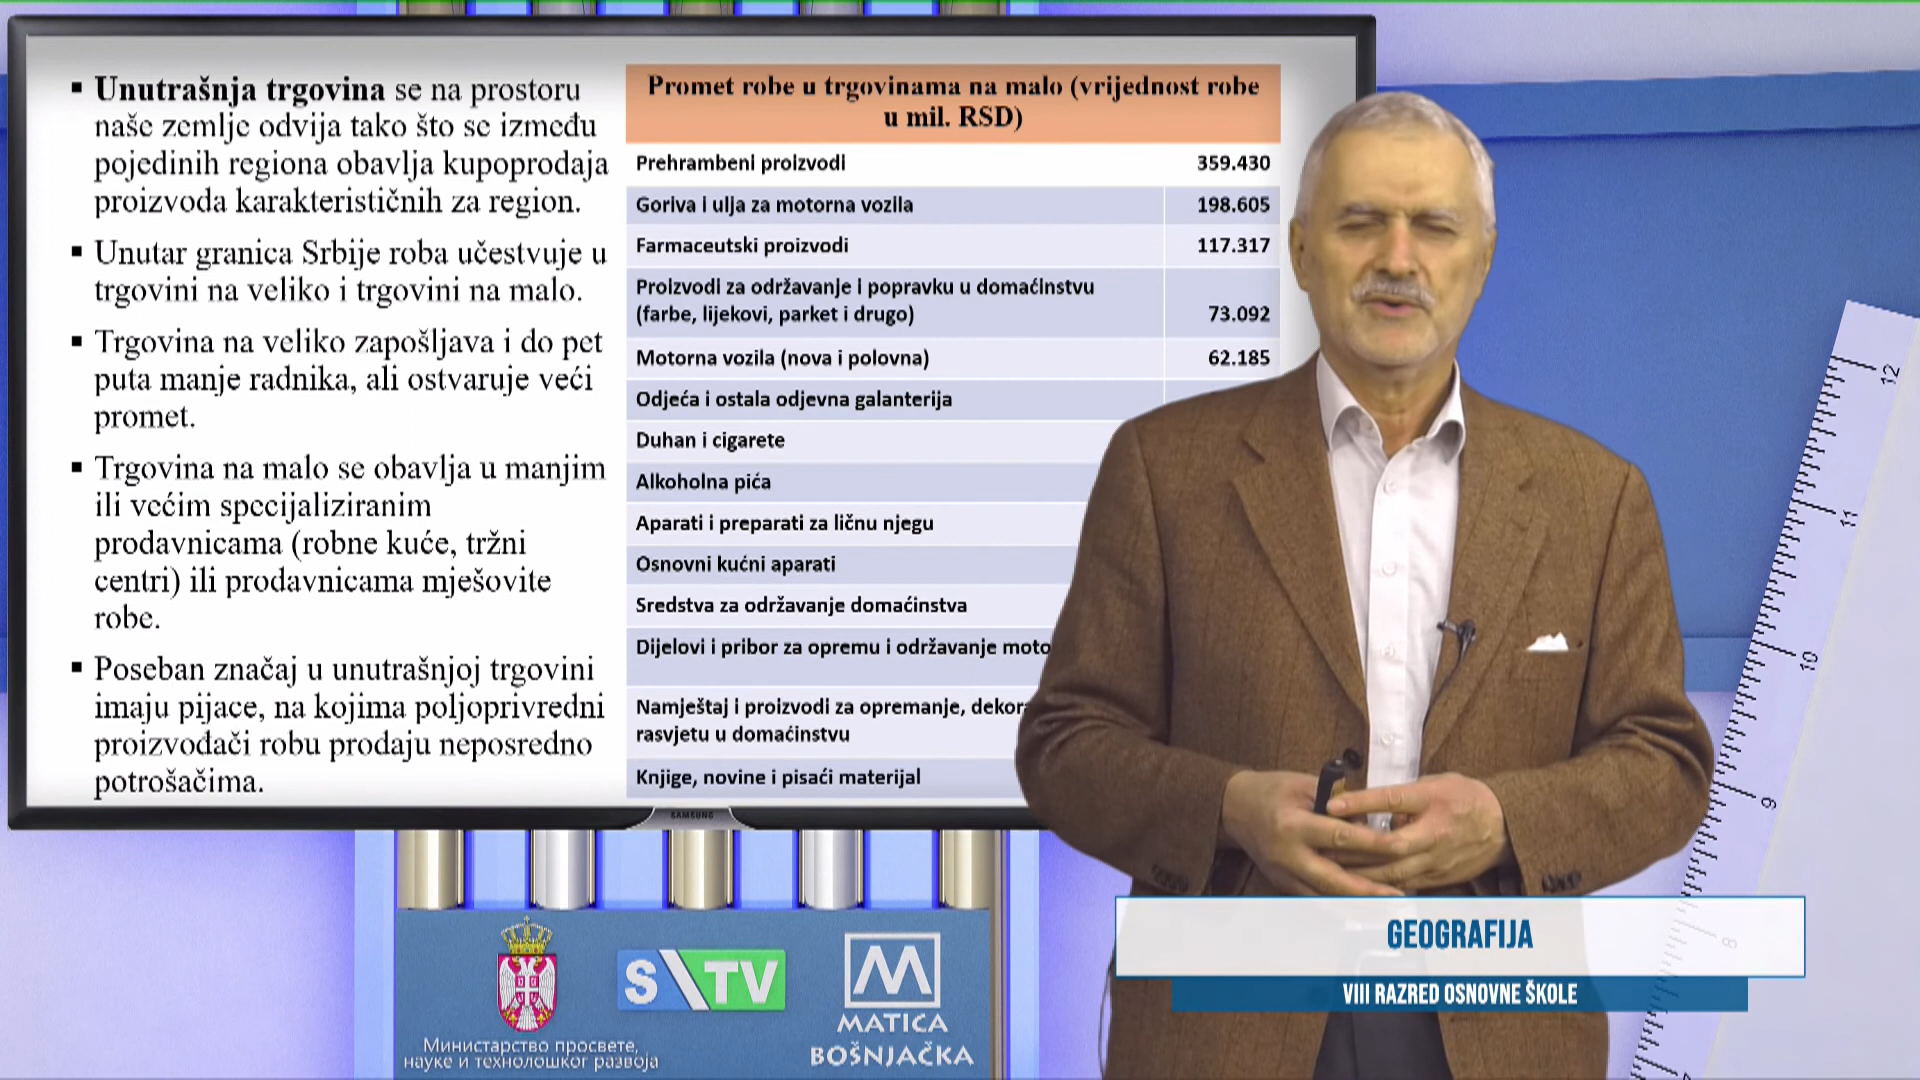 ▪ Unutrašnja trgovina se na prostoru
naše zemlje odvija tako što se između
pojedinih regiona obavlja kupoprodaja
proizvoda karakterističnih za region.
▪ Unutar granica Srbije roba učestvuje u
trgovini na veliko i trgovini na malo.
▪ Trgovina na veliko zapošljava i do pet
puta manje radnika, ali ostvaruje veći
promet.
▪ Trgovina na malo se obavlja u manjim
ili većim specijaliziranim
prodavnicama (robne kuće, tržni
centri) ili prodavnicama mješovite
robe.
▪ Poseban značaj u unutrašnjoj trgovini
imaju pijace, na kojima poljoprivredni
proizvođači robu prodaju neposredno
potrošačima.
Promet robe u trgovinama na malo (vrijednost robe
u mil. RSD)
Prehrambeni proizvodi 359.430
Goriva i ulja za motorna vozila 198.605
Farmaceutski proizvodi 117.317
Proizvodi za održavanje i popravku u domaćinstvu
(farbe, lijekovi, parket i drugo) 73.092
Motorna vozila (nova i polovna) 62.185
Odjeća i ostala odjevna galanterija
Duhan i cigarete
Alkoholna pića
Aparati i preparati za ličnu njegu
Osnovni kućni aparati
Sredstva za održavanje domaćinstva
Dijelovi i pribor za opremu i održavanje
Namještaj i proizvodi za opremanje,
rasvjetu u domaćinstvu
Knjige, novine i pisaći materijal
SAMSUNG
12
11
10
9
8
GEOGRAFIJA
VIII RAZRED OSNOVNE ŠKOLE
Министарство просвете,
науке и технолошког развоја
S TV
MATICA
BOŠNJAČKA